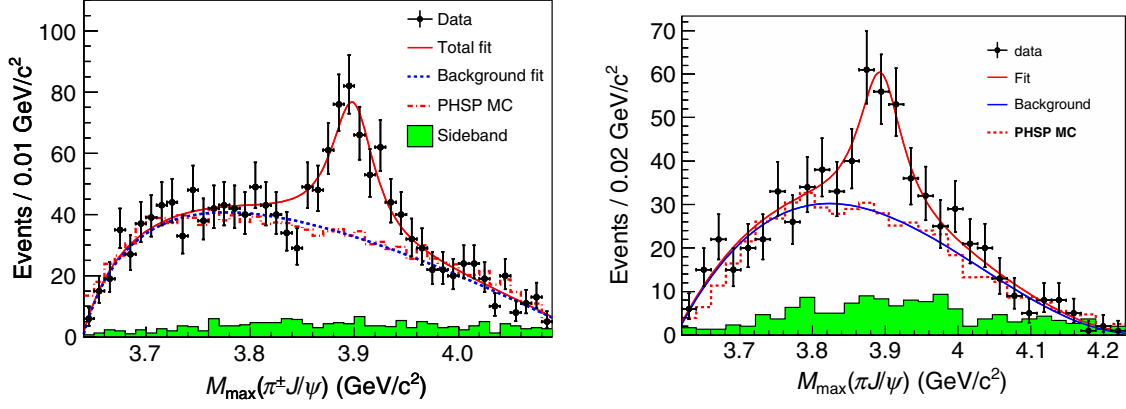 100
80
60
40
20
0
Events / 0.01 GeV/c²
Data
Total fit
Background fit
PHSP MC
Sideband
3.7 3.8 3.9 4.0
M_max(π±J/ψ) (GeV/c²)
70
60
50
40
30
20
10
0
Events / 0.02 GeV/c²
data
Fit
Background
PHSP MC
3.7 3.8 3.9 4 4.1 4.2
M_max(πJ/ψ) (GeV/c²)